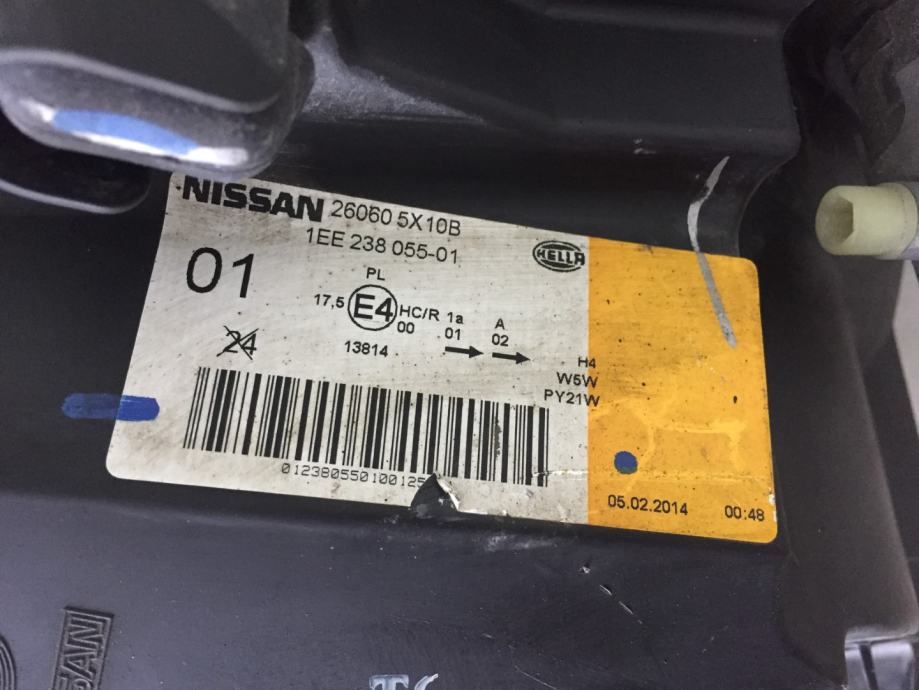 NISSAN 26060 5X10B
1EE 238 055-01
HELLA
01
PL
17,5 E4 HC/R 1a A
00 01 02
24
13814
H4
W5W
PY21W
012380550100125
05.02.2014 00:48